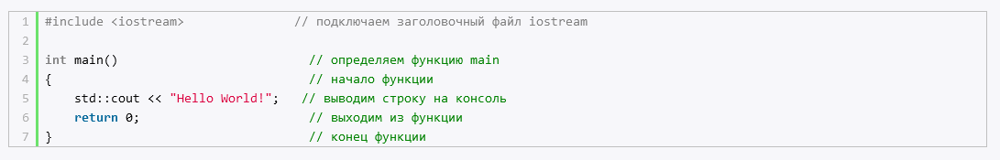 1 #include <iostream>               // подключаем заголовочный файл iostream
2
3 int main()                          // определяем функцию main
4 {                                   // начало функции
5     std::cout << "Hello World!";   // выводим строку на консоль
6     return 0;                       // выходим из функции
7 }                                   // конец функции